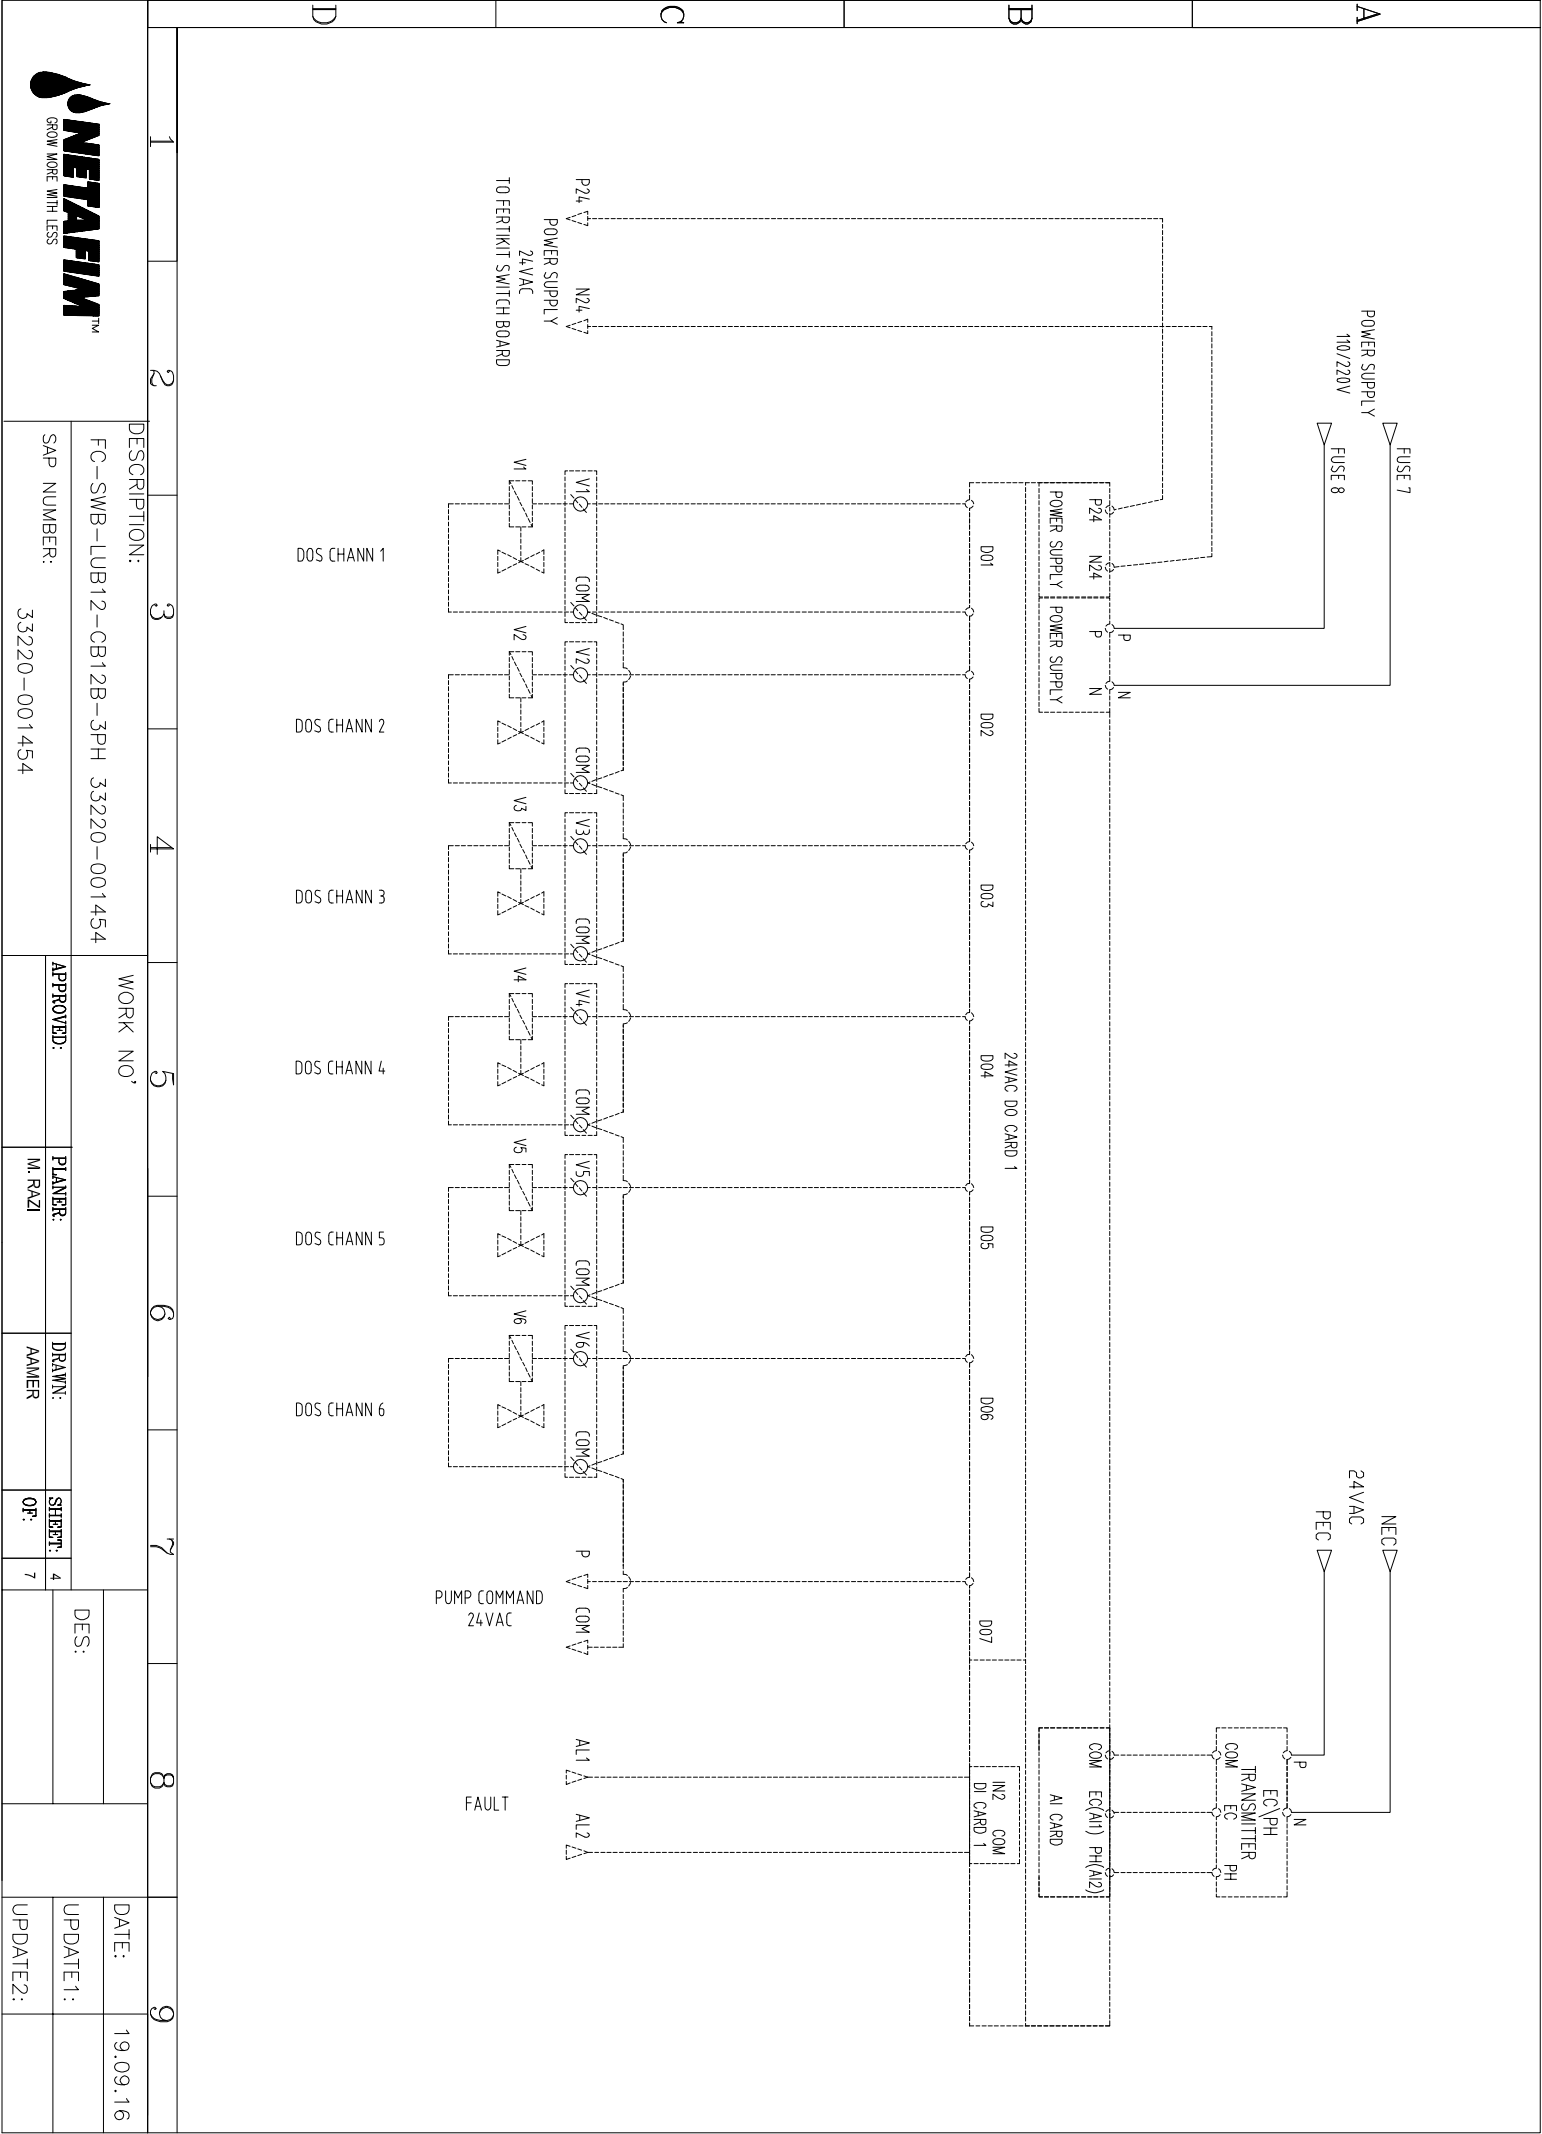 A
B
C
D
1
2
3
4
5
6
7
8
9
POWER SUPPLY
110/220V
FUSE 7
FUSE 8
24VAC
NEC
PEC
P
N
EC\PH
TRANSMITTER
COM
EC
PH
P
N
P24
N24
POWER SUPPLY
P
N
POWER SUPPLY
COM
EC(AI1)
PH(AI2)
AI CARD
24VAC DO CARD 1
DO1
DO2
DO3
DO4
DO5
DO6
DO7
IN2 COM
DI CARD 1
P24
N24
POWER SUPPLY
24VAC
TO FERTIKIT SWITCH BOARD
V1
COM
V2
COM
V3
COM
V4
COM
V5
COM
V6
COM
P
COM
AL1
AL2
V1
V2
V3
V4
V5
V6
PUMP COMMAND
24VAC
FAULT
DOS CHANN 1
DOS CHANN 2
DOS CHANN 3
DOS CHANN 4
DOS CHANN 5
DOS CHANN 6
NETAFIM™
GROW MORE WITH LESS
DESCRIPTION:
FC-SWB-LUB12-CB12B-3PH 33220-001454
SAP NUMBER:
33220-001454
WORK NO'
APPROVED:
PLANER:
M. RAZI
DRAWN:
AAMER
SHEET:
4
OF:
7
DES:
DATE:
19.09.16
UPDATE1:
UPDATE2: